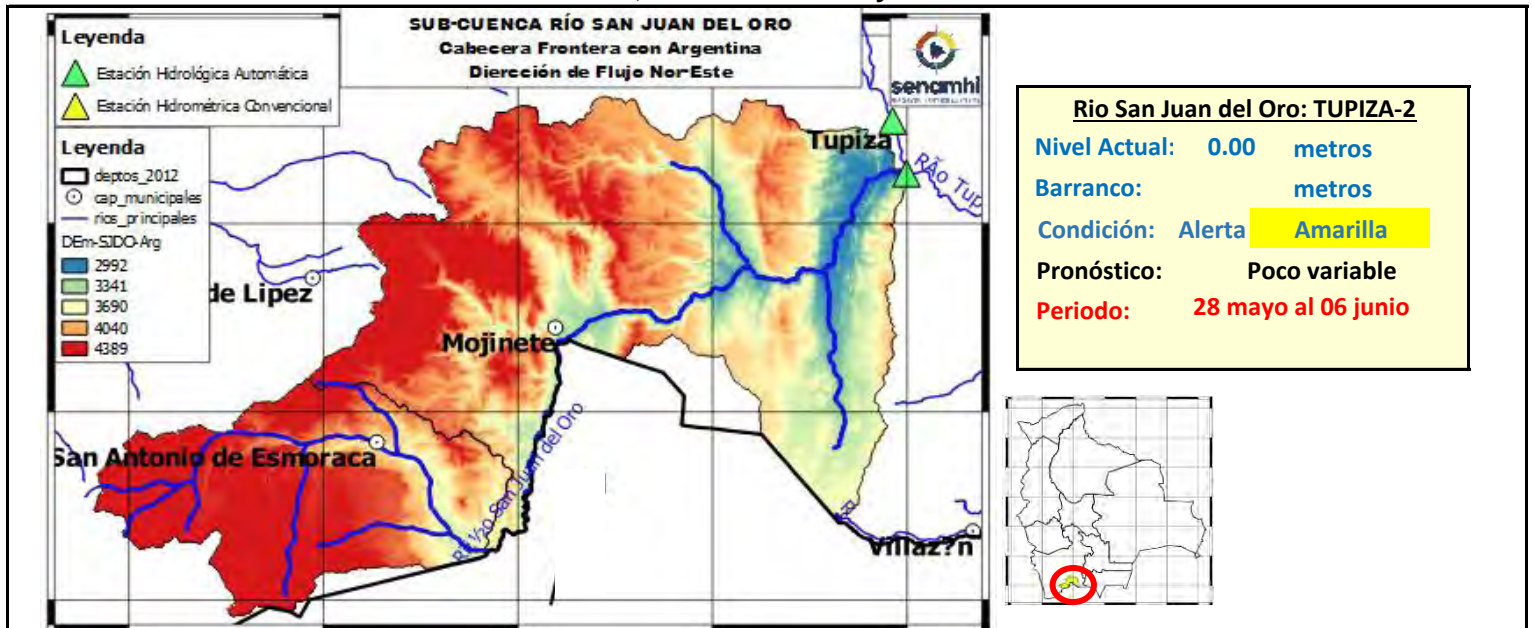 SUB-CUENCA RÍO SAN JUAN DEL ORO
Cabecera Frontera con Argentina
Diercción de Flujo Nor-Este
Leyenda
Estación Hidrológica Automática
Estación Hidrométrica Convencional
Leyenda
deptos_2012
cap_municipales
rios_principales
DEm-SJDO-Arg
2992
3341
3690
4040
4389
senamhi
Tupiza
RÃo Tup
de Lipez
Mojinete
San Antonio de Esmoraca
San Juan del Oro
Villaz?n
Rio San Juan del Oro: TUPIZA-2
Nivel Actual: 0.00 metros
Barranco: metros
Condición: Alerta Amarilla
Pronóstico: Poco variable
Periodo: 28 mayo al 06 junio